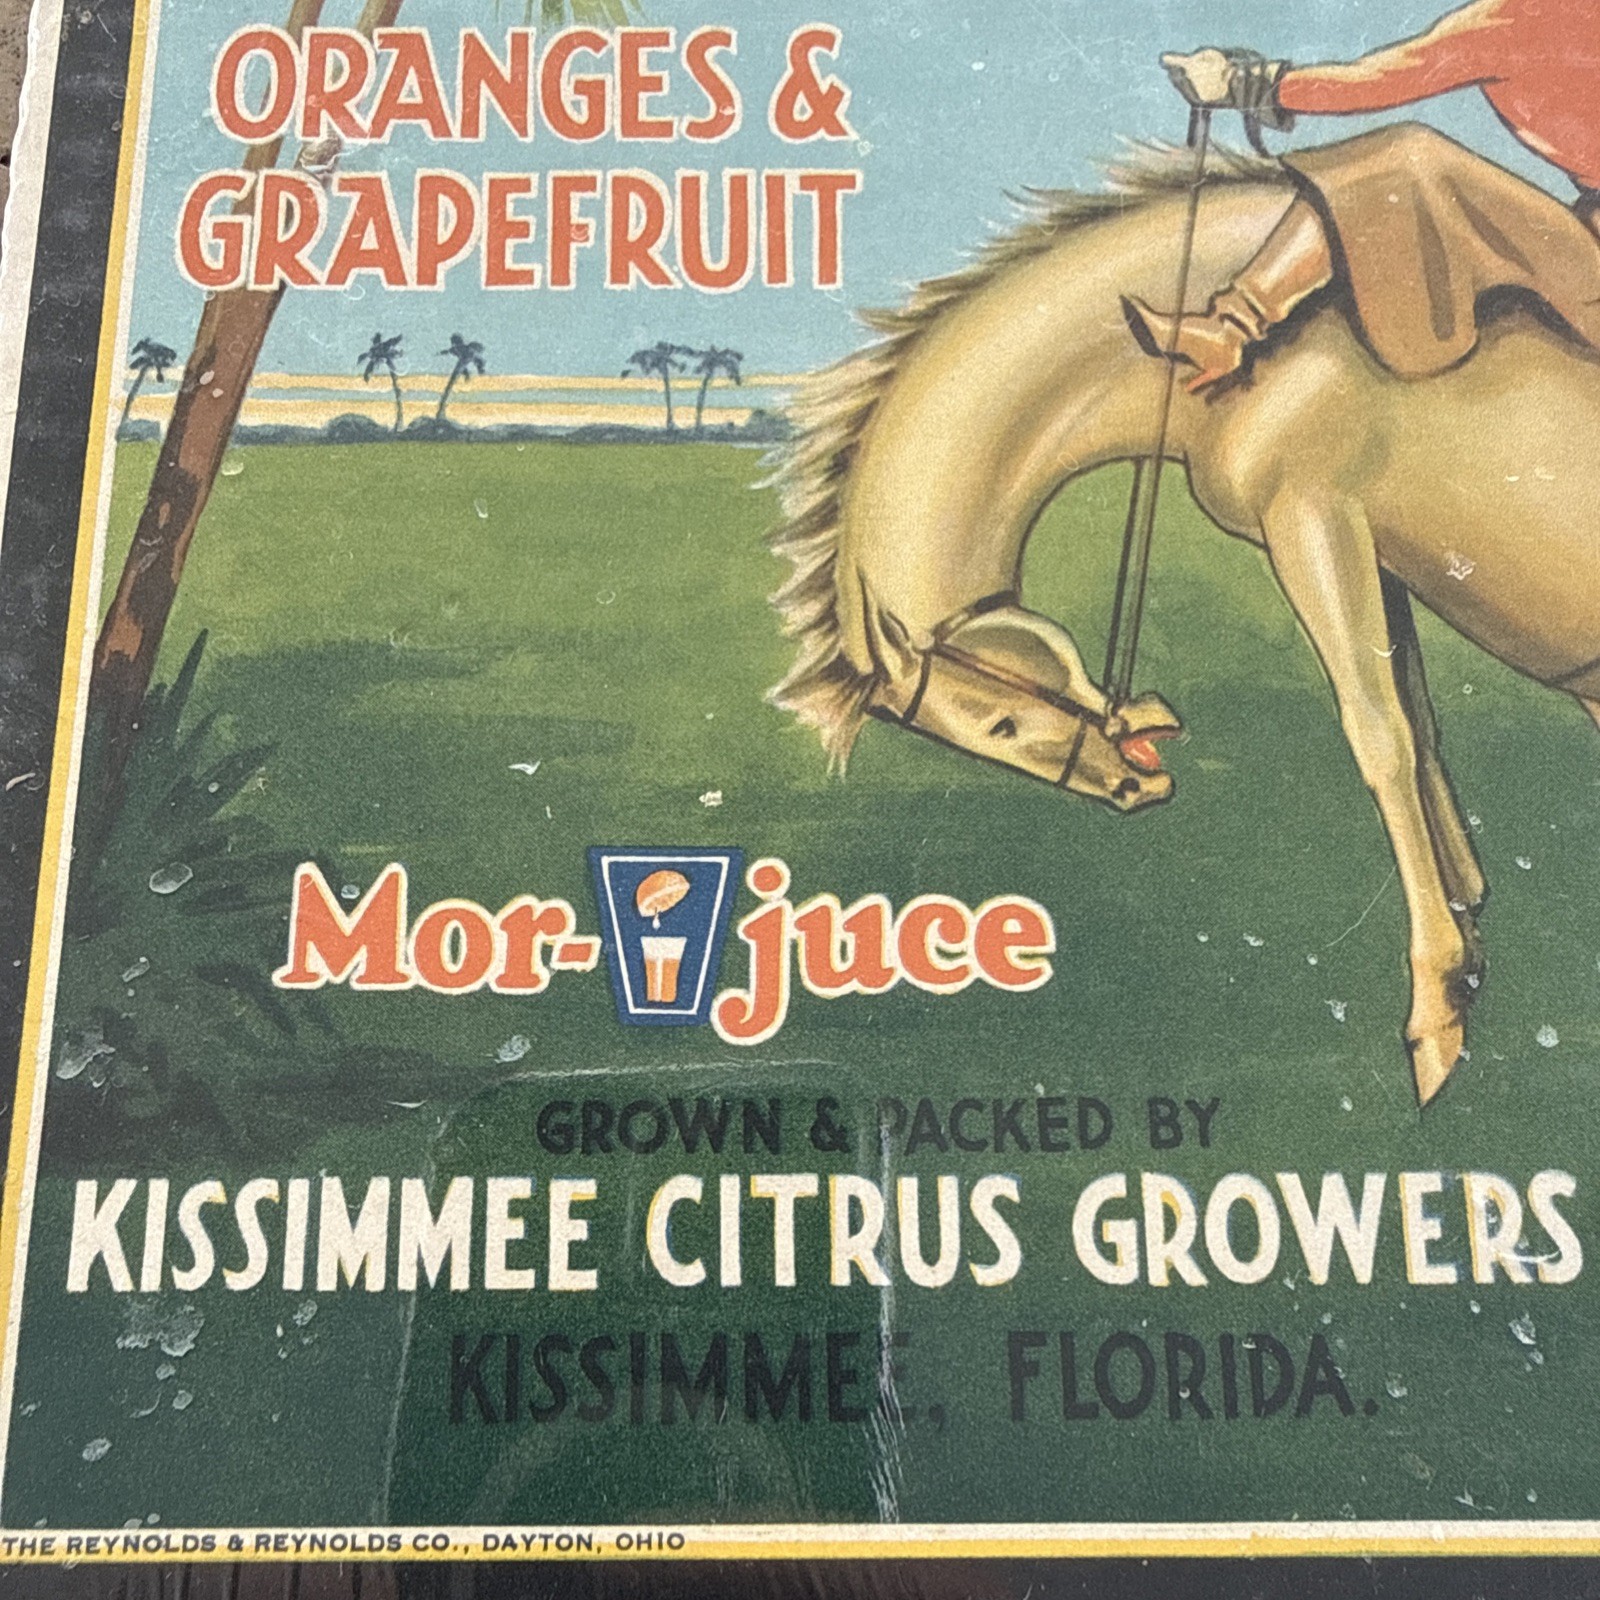 ORANGES &
GRAPEFRUIT
Mor-juce
GROWN & PACKED BY
KISSIMMEE CITRUS GROWERS
KISSIMMEE, FLORIDA.
THE REYNOLDS & REYNOLDS CO., DAYTON, OHIO